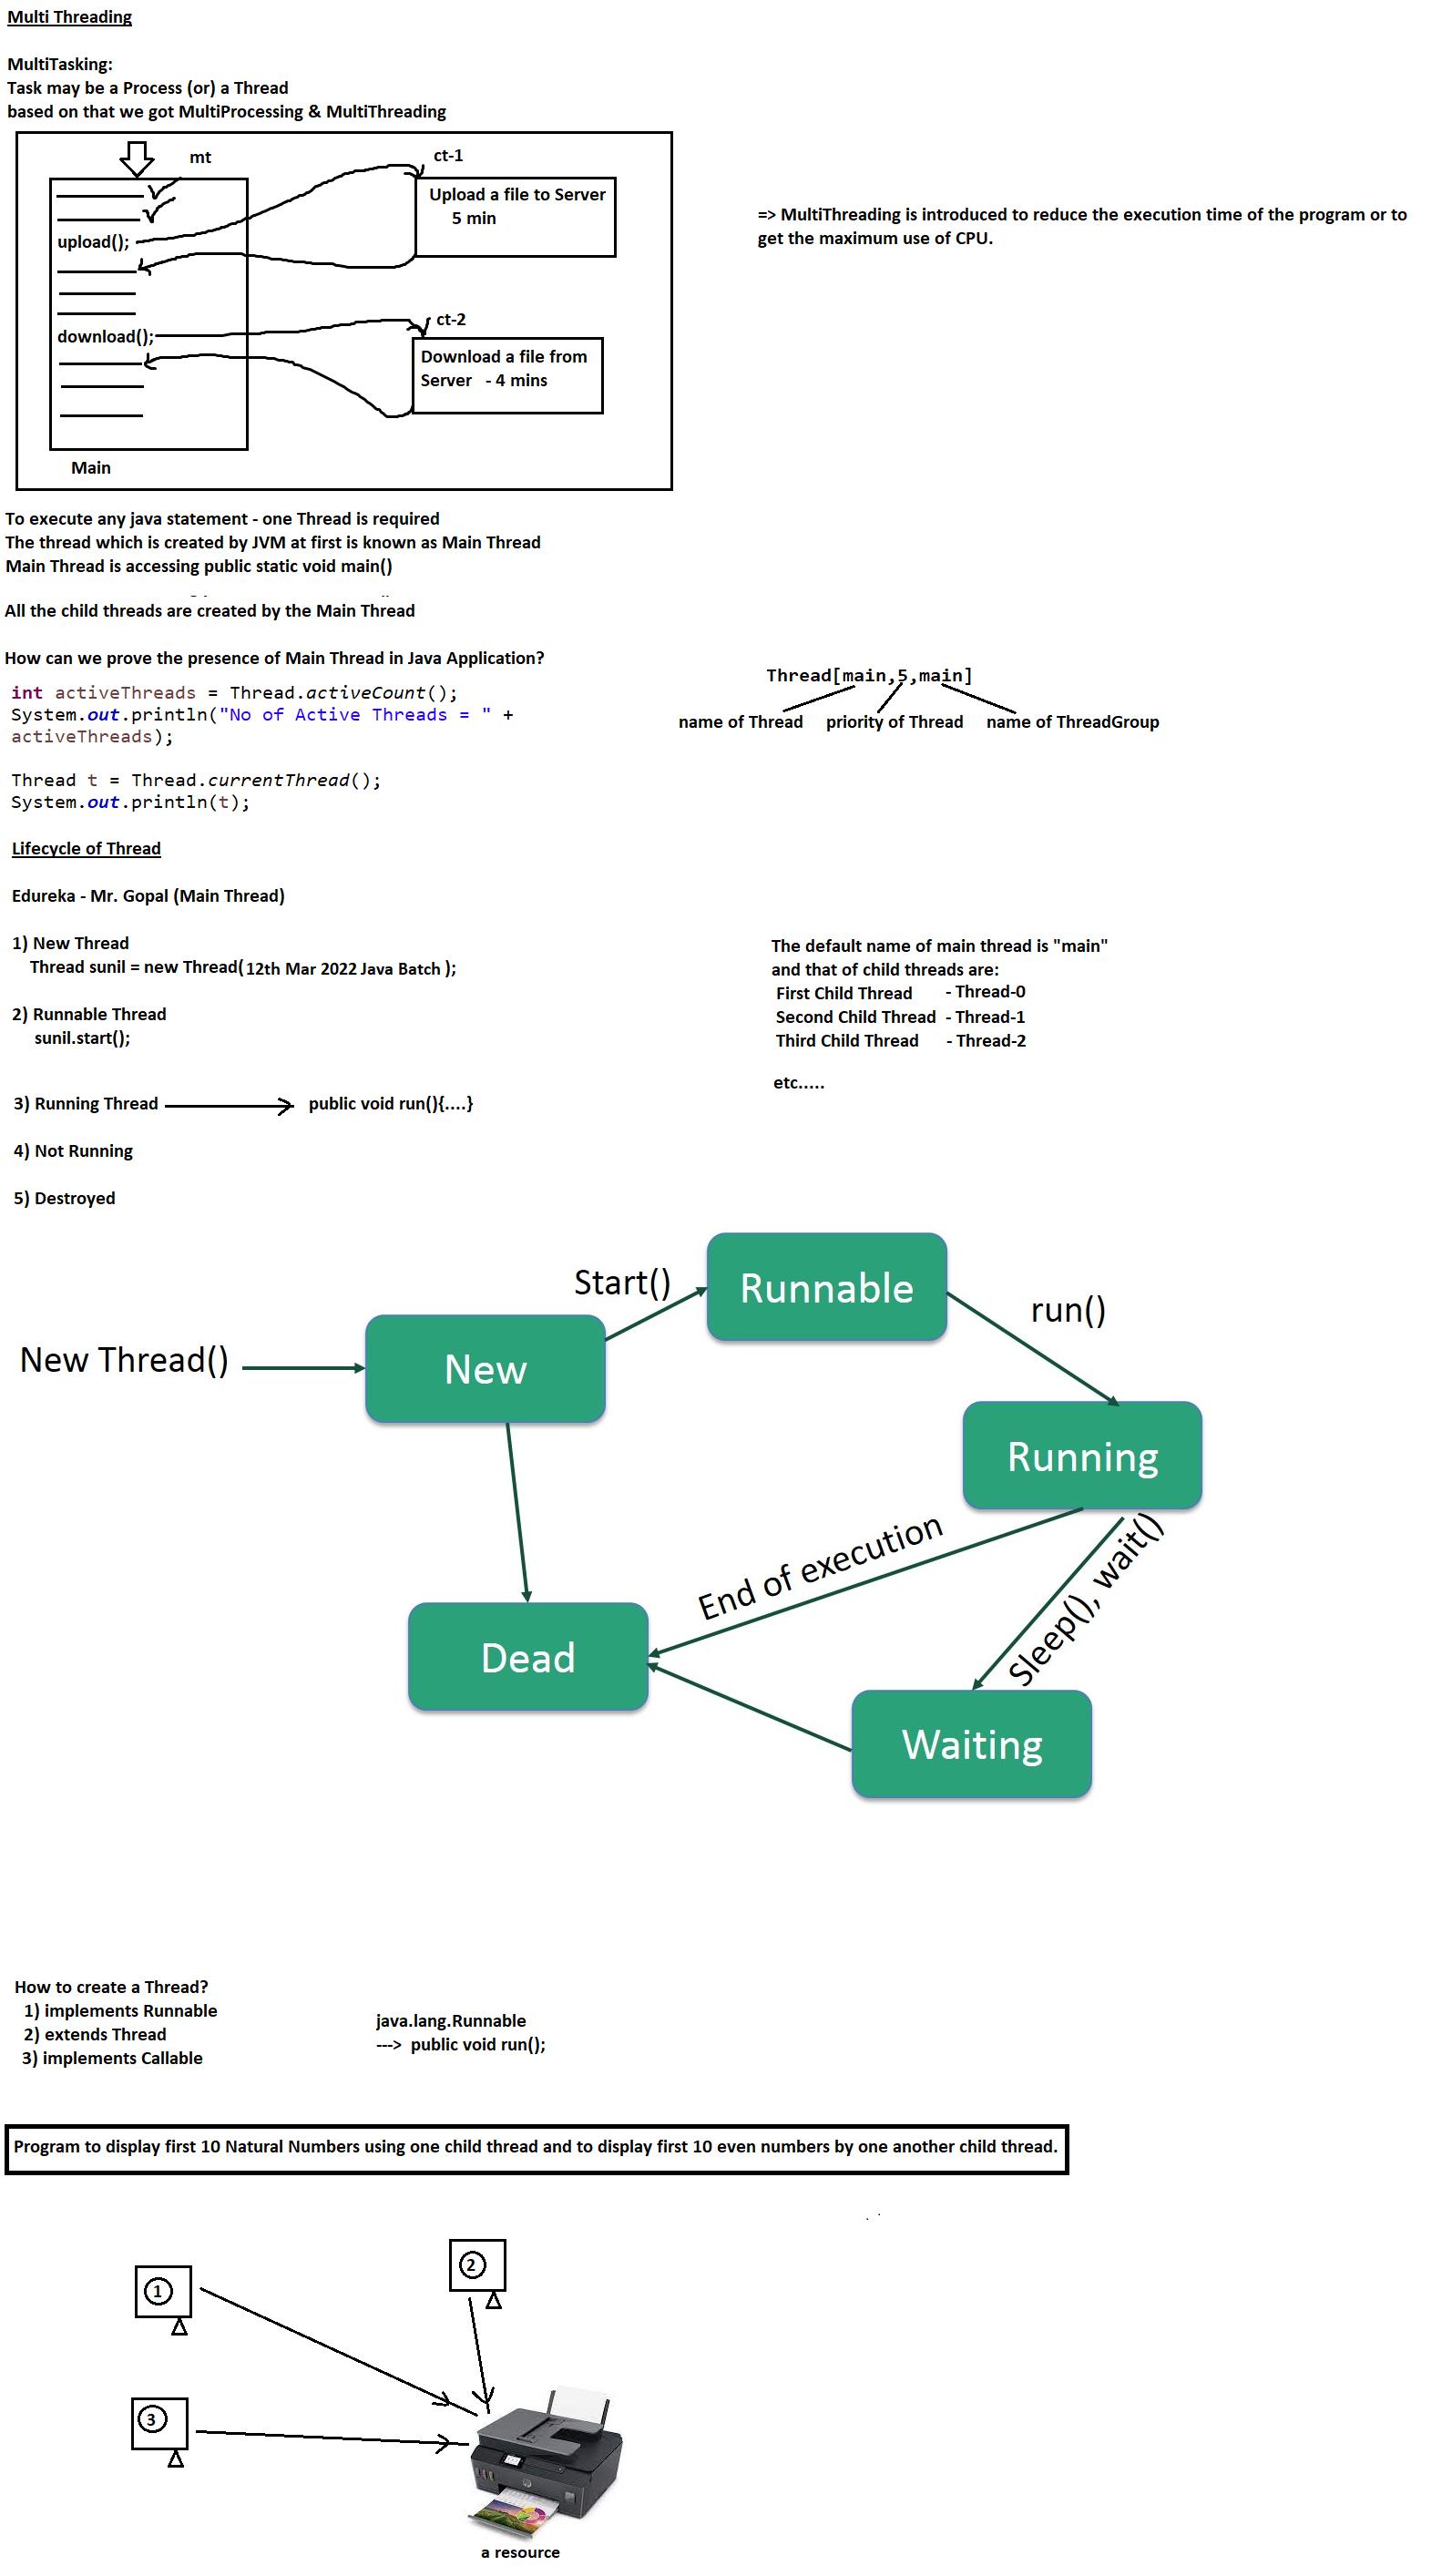 Multi Threading
MultiTasking:
Task may be a Process (or) a Thread
based on that we got MultiProcessing & MultiThreading
mt
ct-1
Upload a file to Server
5 min
upload();
download();
ct-2
Download a file from
Server - 4 mins
Main
=> MultiThreading is introduced to reduce the execution time of the program or to
get the maximum use of CPU.
To execute any java statement - one Thread is required
The thread which is created by JVM at first is known as Main Thread
Main Thread is accessing public static void main()
All the child threads are created by the Main Thread
How can we prove the presence of Main Thread in Java Application?
int activeThreads = Thread.activeCount();
System.out.println("No of Active Threads = " +
activeThreads);
Thread t = Thread.currentThread();
System.out.println(t);
Thread[main,5,main]
name of Thread priority of Thread name of ThreadGroup
Lifecycle of Thread
Edureka - Mr. Gopal (Main Thread)
1) New Thread
Thread sunil = new Thread( 12th Mar 2022 Java Batch );
2) Runnable Thread
sunil.start();
3) Running Thread public void run(){....}
4) Not Running
5) Destroyed
The default name of main thread is "main"
and that of child threads are:
First Child Thread - Thread-0
Second Child Thread - Thread-1
Third Child Thread - Thread-2
etc.....
New Thread()
New
Start()
Runnable
run()
Running
End of execution
Sleep(), wait()
Dead
Waiting
How to create a Thread?
1) implements Runnable
2) extends Thread
3) implements Callable
java.lang.Runnable
---> public void run();
Program to display first 10 Natural Numbers using one child thread and to display first 10 even numbers by one another child thread.
1
2
3
a resource